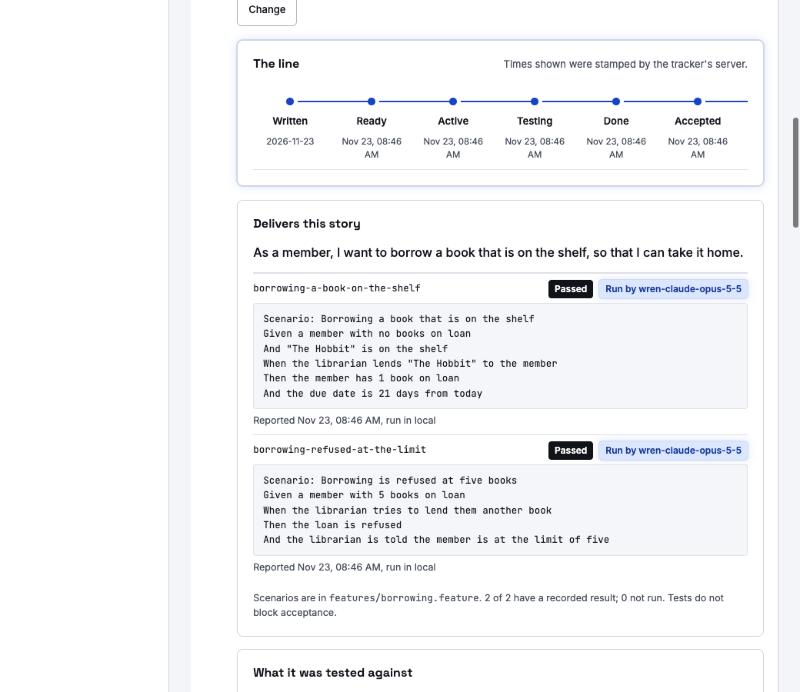 Change
The line
Times shown were stamped by the tracker's server.
Written
Ready
Active
Testing
Done
Accepted
2026-11-23
Nov 23, 08:46
AM
Nov 23, 08:46
AM
Nov 23, 08:46
AM
Nov 23, 08:46
AM
Nov 23, 08:46
AM
Delivers this story
As a member, I want to borrow a book that is on the shelf, so that I can take it home.
borrowing-a-book-on-the-shelf
Passed
Run by wren-claude-opus-5-5
Scenario: Borrowing a book that is on the shelf
Given a member with no books on loan
And "The Hobbit" is on the shelf
When the librarian lends "The Hobbit" to the member
Then the member has 1 book on loan
And the due date is 21 days from today
Reported Nov 23, 08:46 AM, run in local
borrowing-refused-at-the-limit
Passed
Run by wren-claude-opus-5-5
Scenario: Borrowing is refused at five books
Given a member with 5 books on loan
When the librarian tries to lend them another book
Then the loan is refused
And the librarian is told the member is at the limit of five
Reported Nov 23, 08:46 AM, run in local
Scenarios are in features/borrowing.feature. 2 of 2 have a recorded result; 0 not run. Tests do not
block acceptance.
What it was tested against